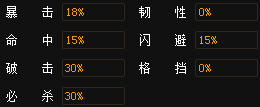 暴 击 18% 韧 性 0%
命 中 15% 闪 避 15%
破 击 30% 格 挡 0%
必 杀 30%